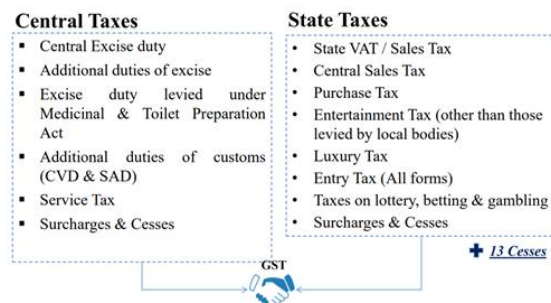 Central Taxes
▪ Central Excise duty
▪ Additional duties of excise
▪ Excise duty levied under
Medicinal & Toilet Preparation
Act
▪ Additional duties of customs
(CVD & SAD)
▪ Service Tax
▪ Surcharges & Cesses
State Taxes
• State VAT / Sales Tax
• Central Sales Tax
• Purchase Tax
• Entertainment Tax (other than those
levied by local bodies)
• Luxury Tax
• Entry Tax (All forms)
• Taxes on lottery, betting & gambling
• Surcharges & Cesses
+ 13 Cesses
GST